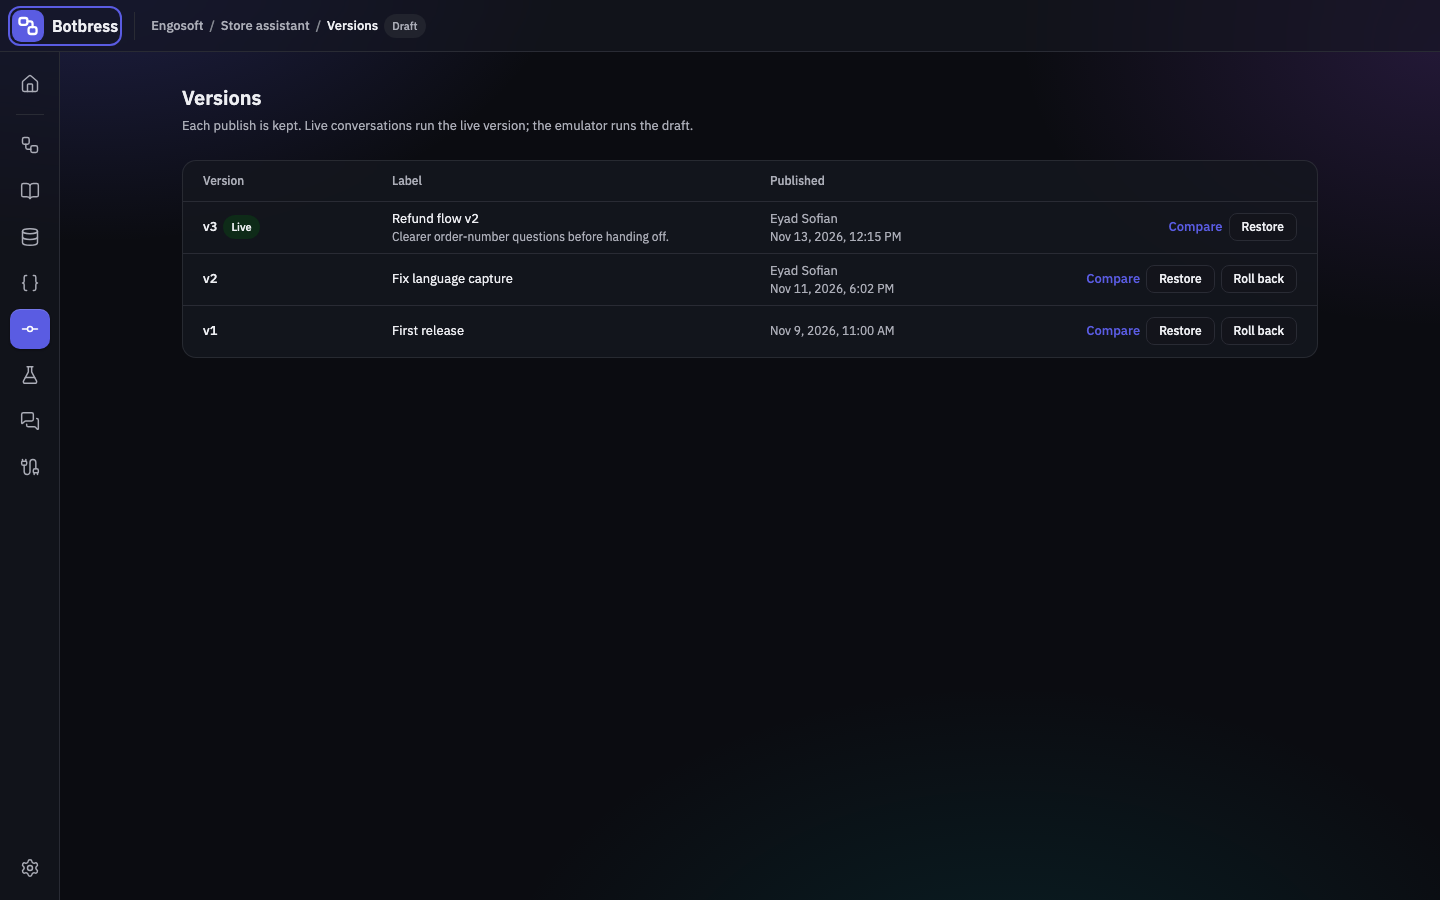 Botbress
Engosoft / Store assistant / Versions Draft
Versions
Each publish is kept. Live conversations run the live version; the emulator runs the draft.
Version Label Published
v3 Live Refund flow v2 Eyad Sofian Compare Restore
Clearer order-number questions before handing off. Nov 13, 2026, 12:15 PM
v2 Fix language capture Eyad Sofian Compare Restore Roll back
Nov 11, 2026, 6:02 PM
v1 First release Nov 9, 2026, 11:00 AM Compare Restore Roll back